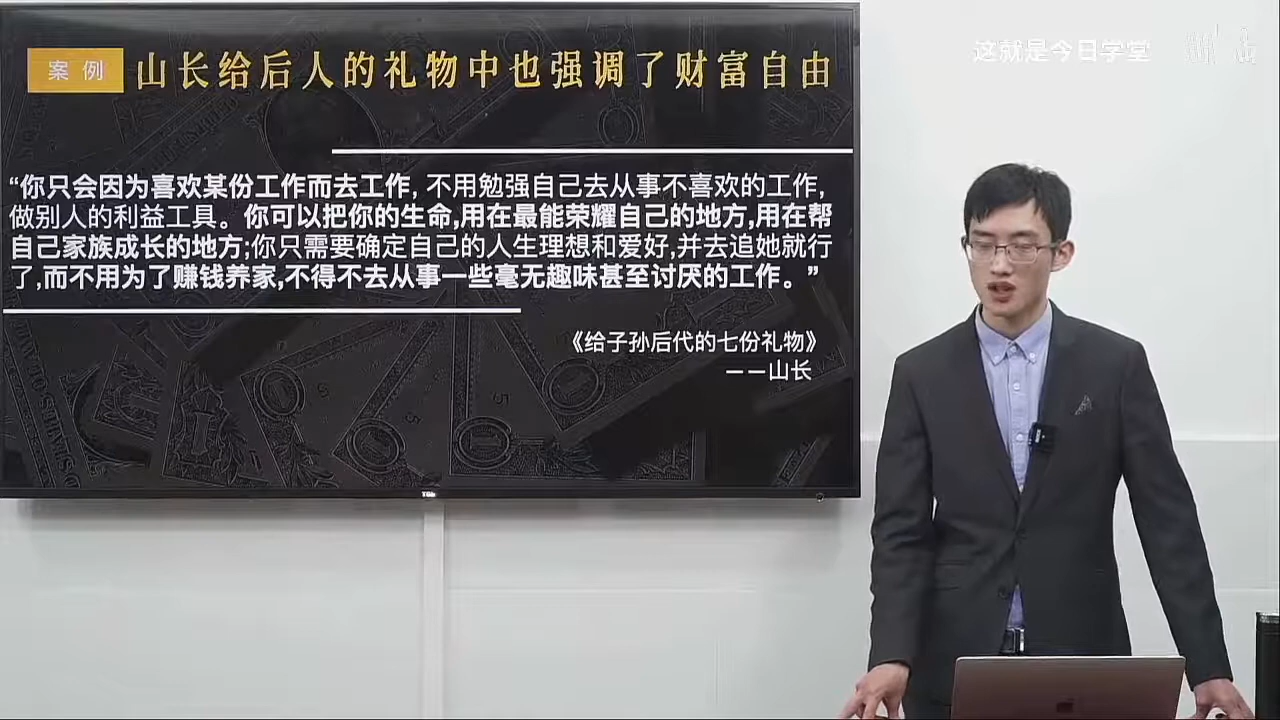 这就是今日学堂
案例
山长给后人的礼物中也强调了财富自由
“你只会因为喜欢某份工作而去工作, 不用勉强自己去从事不喜欢的工作,
做别人的利益工具。你可以把你的生命,用在最能荣耀自己的地方,用在帮
自己家族成长的地方;你只需要确定自己的人生理想和爱好,并去追她就行
了,而不用为了赚钱养家,不得不去从事一些毫无趣味甚至讨厌的工作。”
《给子孙后代的七份礼物》
——山长